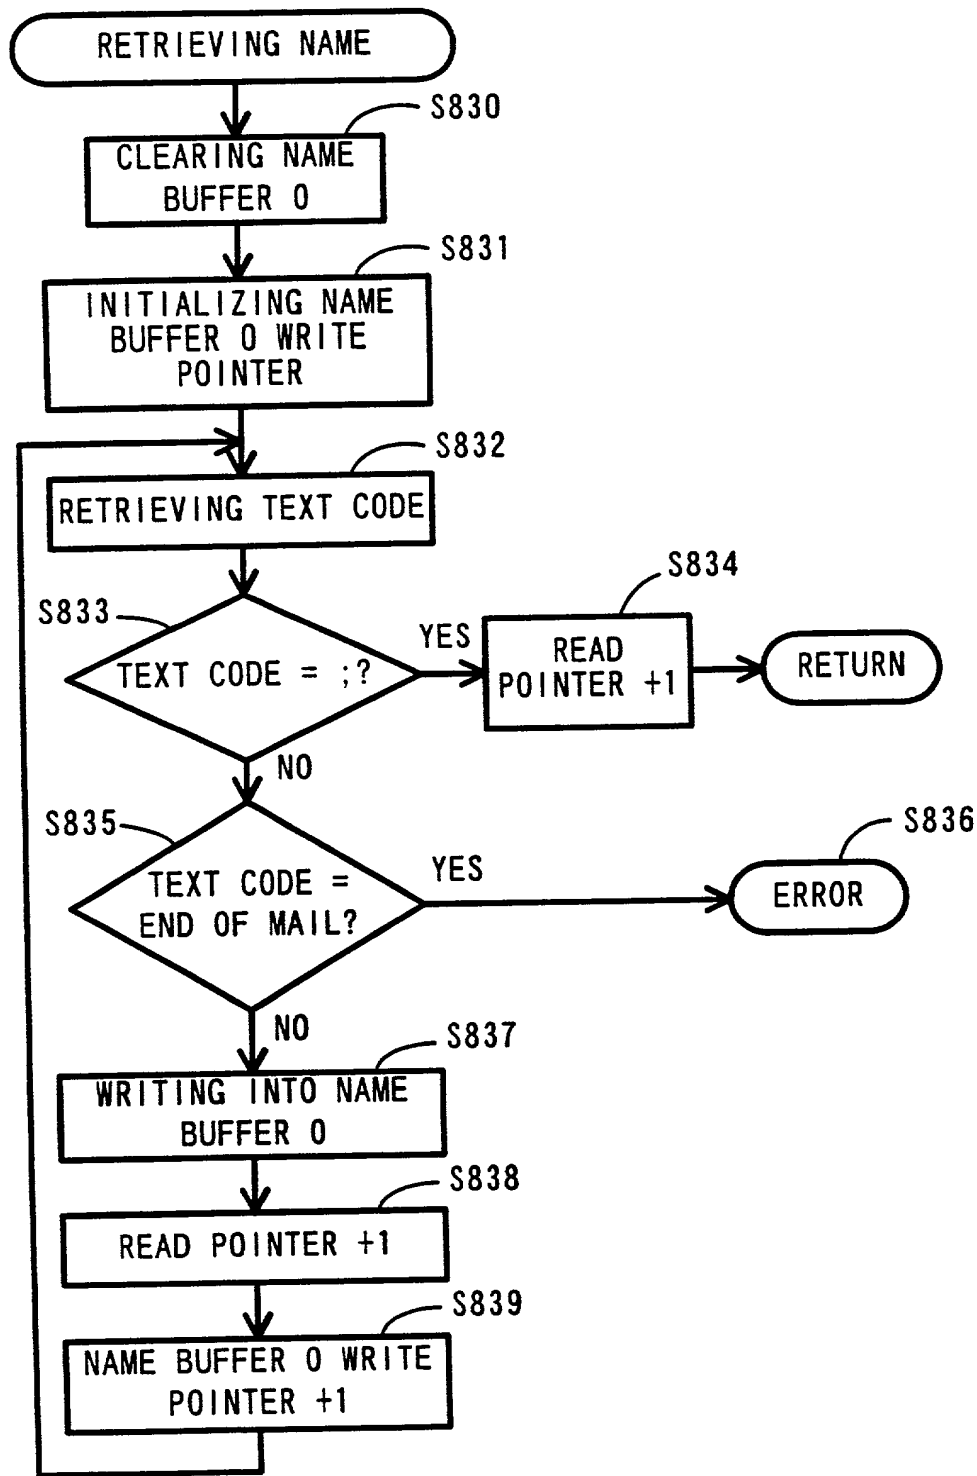 RETRIEVING NAME
S830
CLEARING NAME
BUFFER 0
S831
INITIALIZING NAME
BUFFER 0 WRITE
POINTER
S832
RETRIEVING TEXT CODE
S833
TEXT CODE = ;?
YES
S834
READ
POINTER +1
RETURN
NO
S835
TEXT CODE =
END OF MAIL?
YES
S836
ERROR
NO
S837
WRITING INTO NAME
BUFFER 0
S838
READ POINTER +1
S839
NAME BUFFER 0 WRITE
POINTER +1